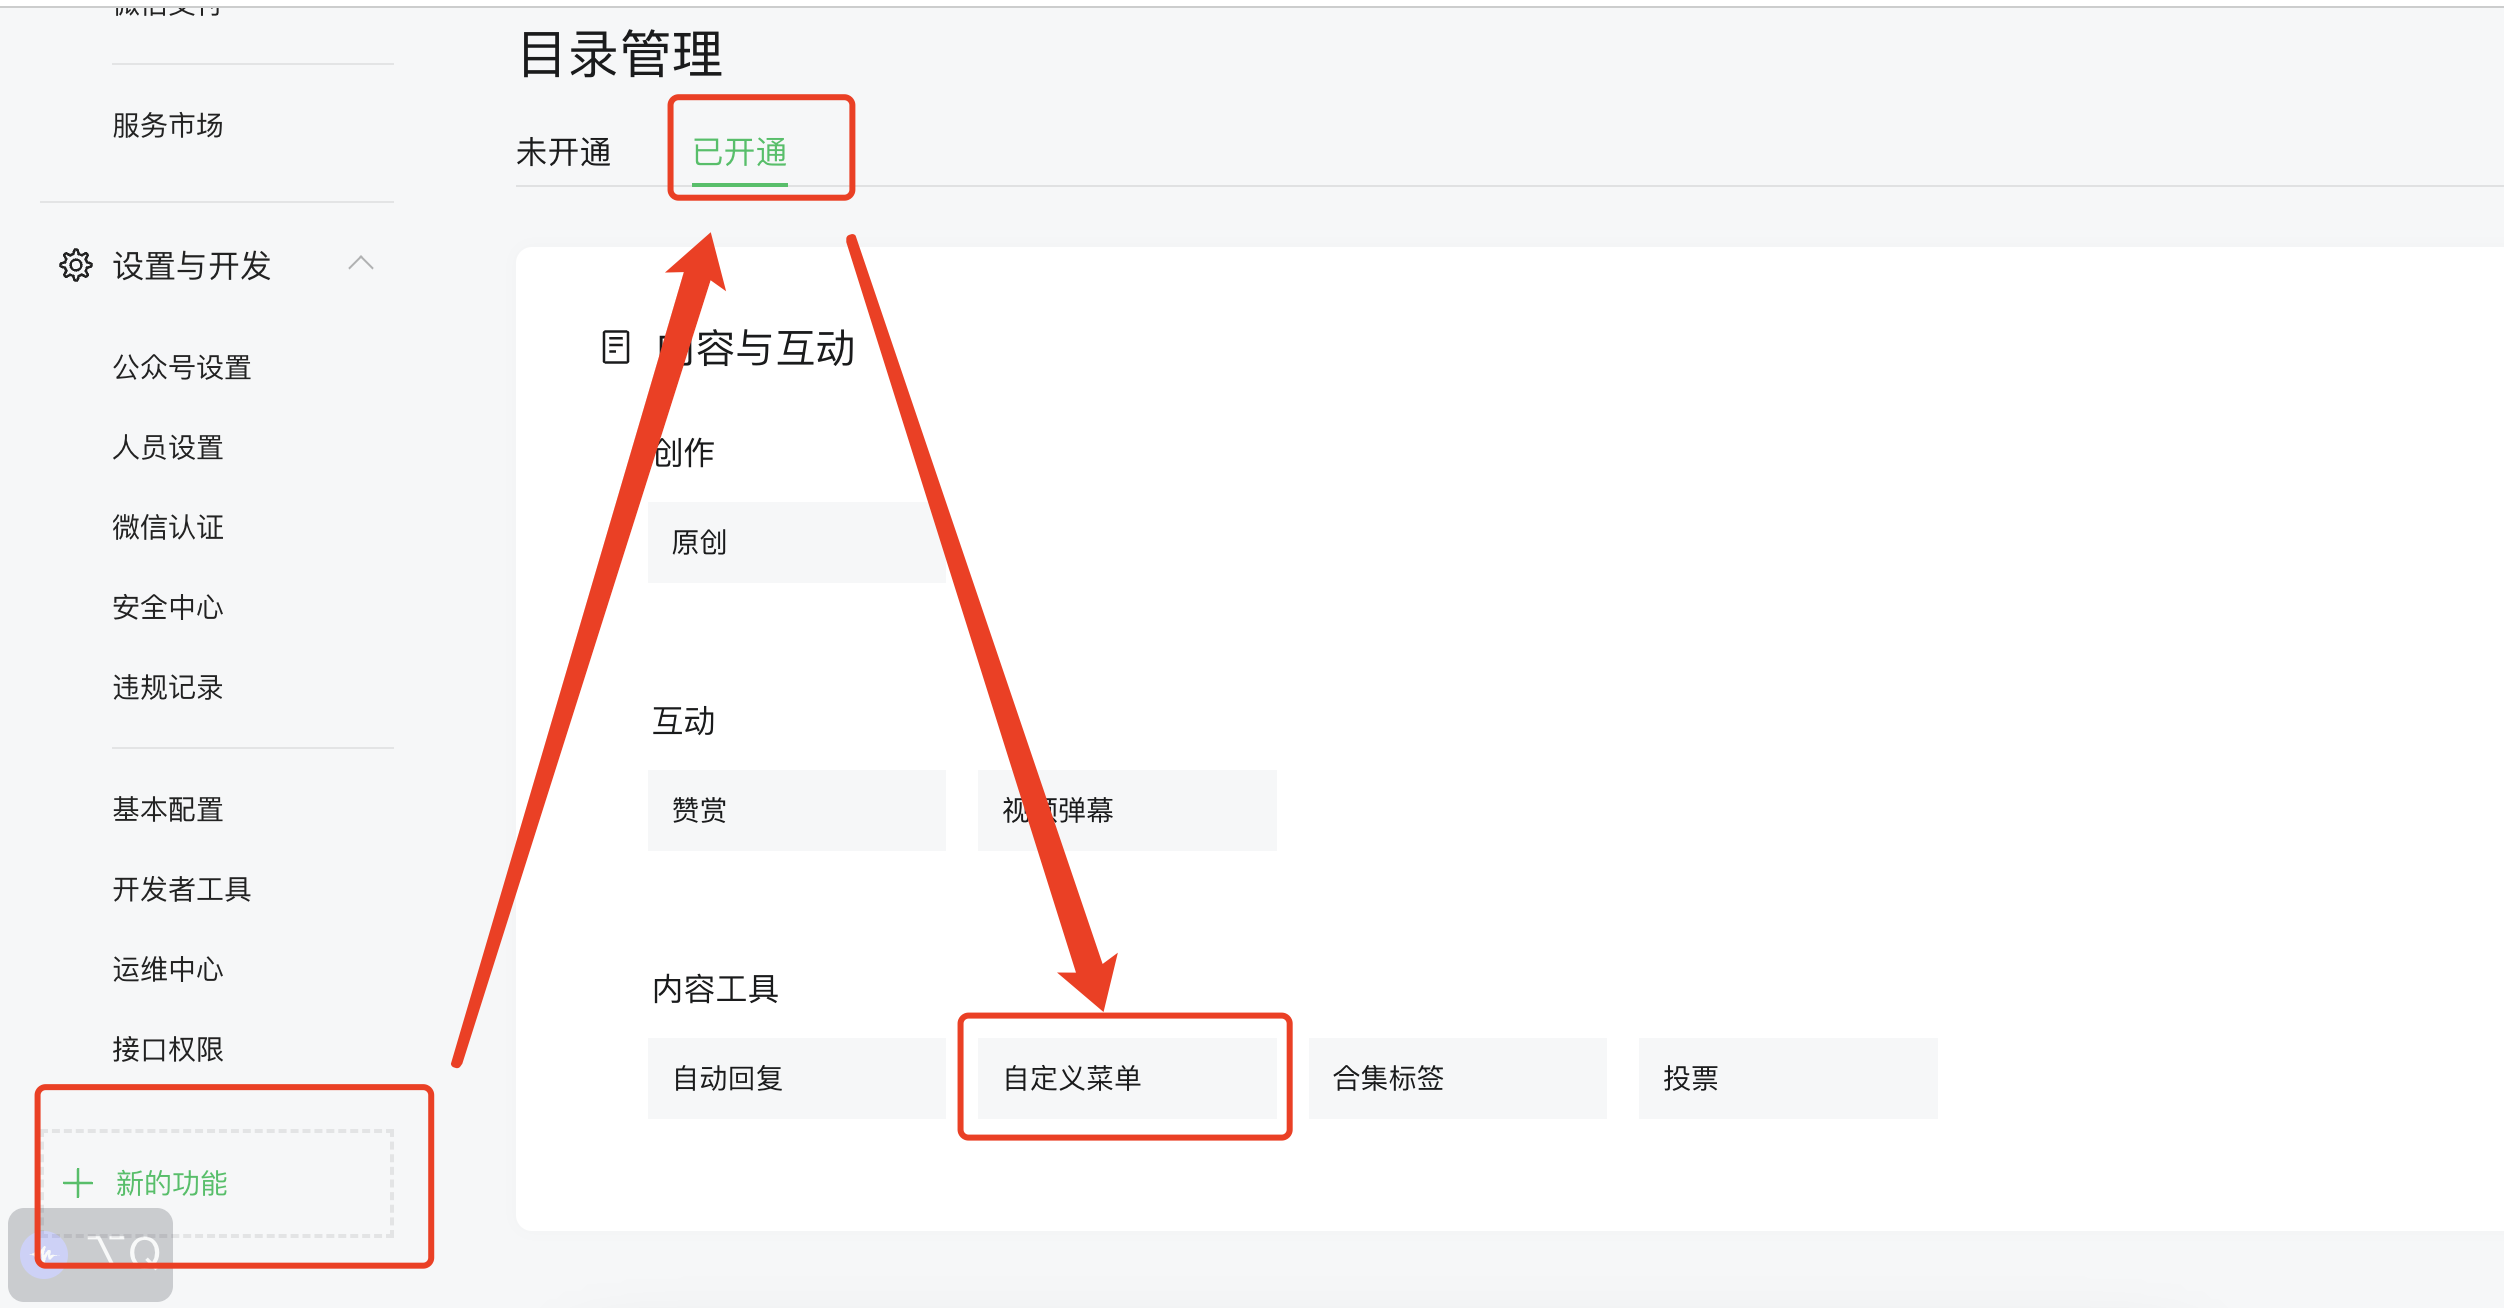 服务市场
设置与开发
公众号设置
人员设置
微信认证
安全中心
违规记录
基本配置
开发者工具
运维中心
接口权限
新的功能
⌥Q
目录管理
未开通
已开通
内容与互动
创作
原创
互动
赞赏
视频弹幕
内容工具
自动回复
自定义菜单
合集标签
投票